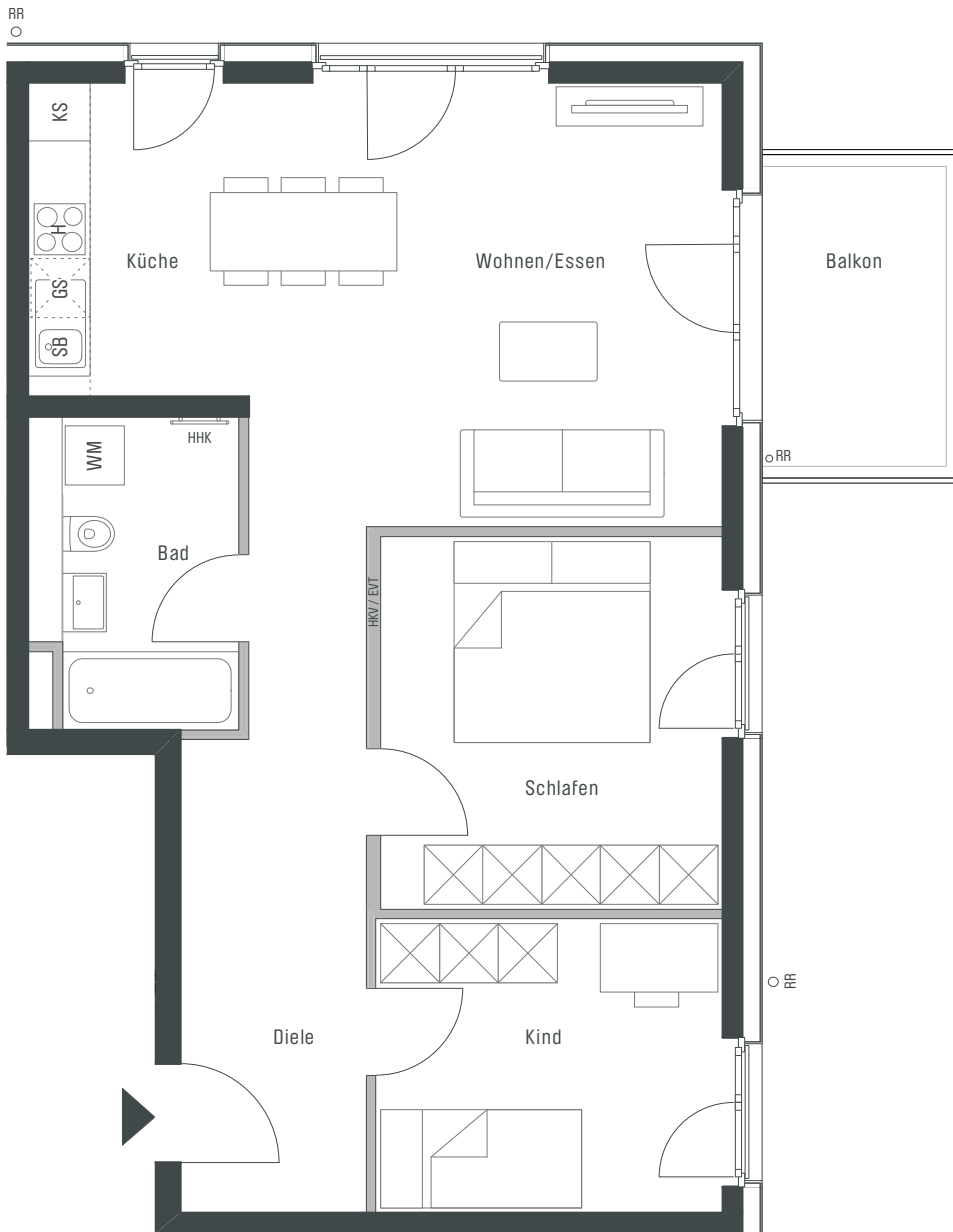 RR
KS
H
Küche
Wohnen/Essen
Balkon
GS
SB
HHK
WM
RR
Bad
HKV / EVT
Schlafen
RR
Diele
Kind